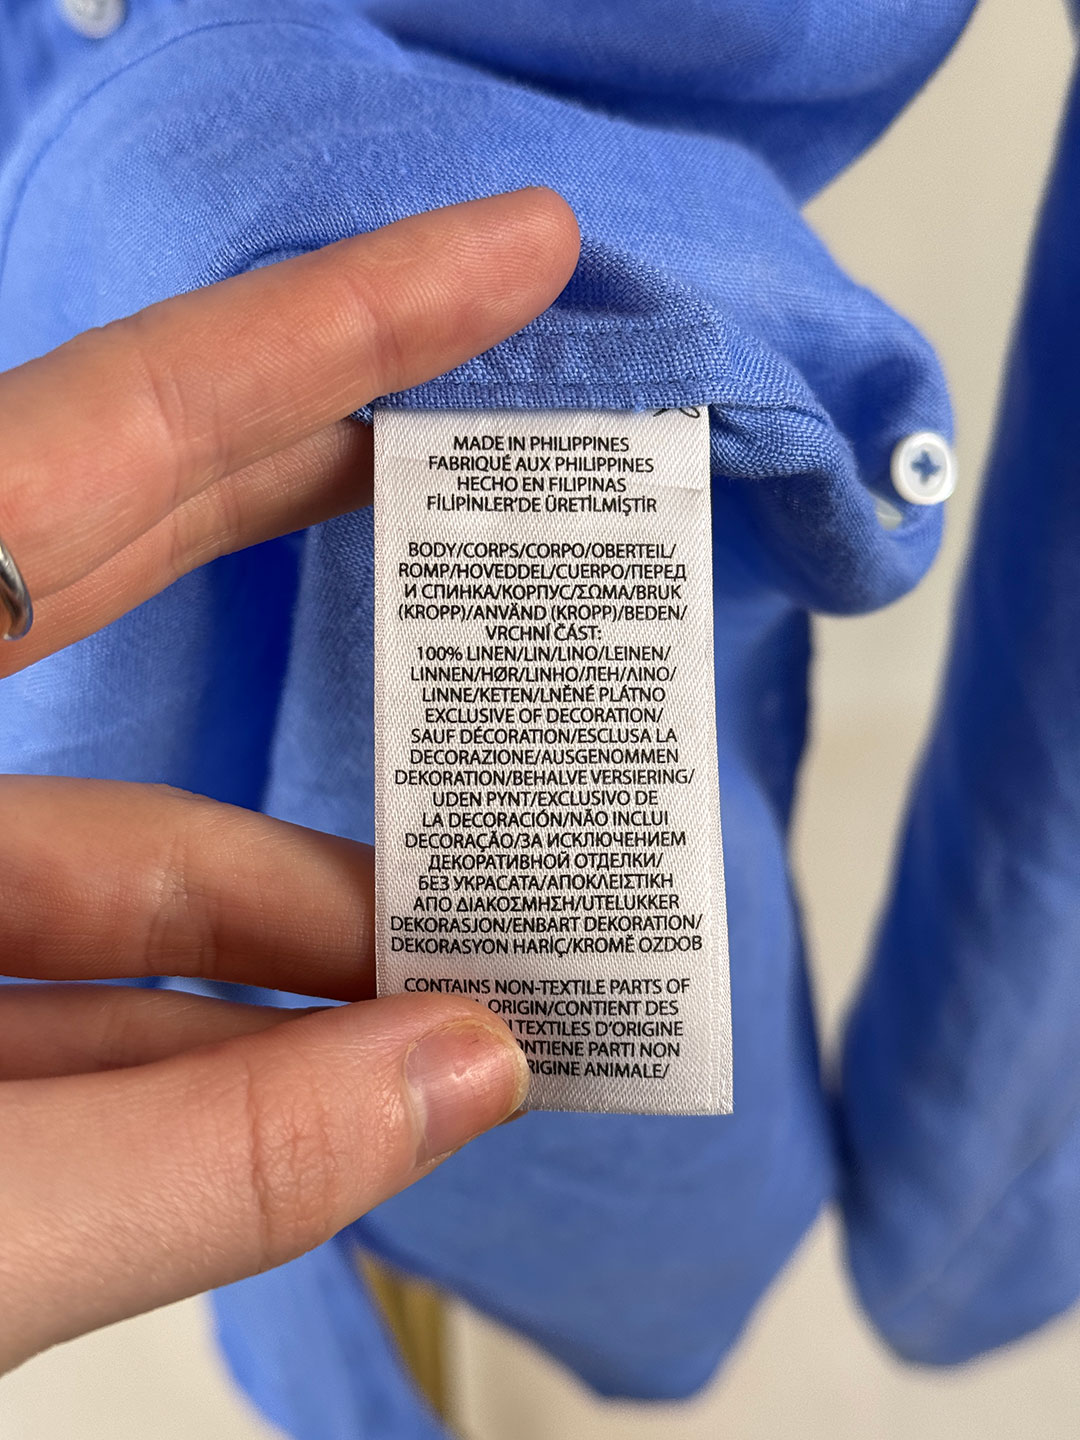 MADE IN PHILIPPINES
FABRIQUÉ AUX PHILIPPINES
HECHO EN FILIPINAS
FİLİPİNLER'DE ÜRETİLMİŞTİR
BODY/CORPS/CORPO/OBERTEIL/
ROMP/HOVEDDEL/CUERPO/ПЕРЕД
И СПИНКА/КОРПУС/ΣΩΜΑ/BRUK
(KROPP)/ANVÄND (KROPP)/BEDEN/
VRCHNÍ ČÁST:
100% LINEN/LIN/LINO/LEINEN/
LINNEN/HØR/LINHO/ЛЕН/ΛΙΝΟ/
LINNE/KETEN/LNĚNÉ PLÁTNO
EXCLUSIVE OF DECORATION/
SAUF DÉCORATION/ESCLUSA LA
DECORAZIONE/AUSGENOMMEN
DEKORATION/BEHALVE VERSIERING/
UDEN PYNT/EXCLUSIVO DE
LA DECORACIÓN/NÃO INCLUI
DECORAÇÃO/ЗА ИСКЛЮЧЕНИЕМ
ДЕКОРАТИВНОЙ ОТДЕЛКИ/
БЕЗ УКРАСАТА/ΑΠΟΚΛΕΙΣΤΙΚΗ
ΑΠΟ ΔΙΑΚΟΣΜΗΣΗ/UTELUKKER
DEKORASJON/ENBART DEKORATION/
DEKORASYON HARİÇ/KROMĚ OZDOB
CONTAINS NON-TEXTILE PARTS OF
ORIGIN/CONTIENT DES
TEXTILES D'ORIGINE
PARTI NON
ANIMALE/